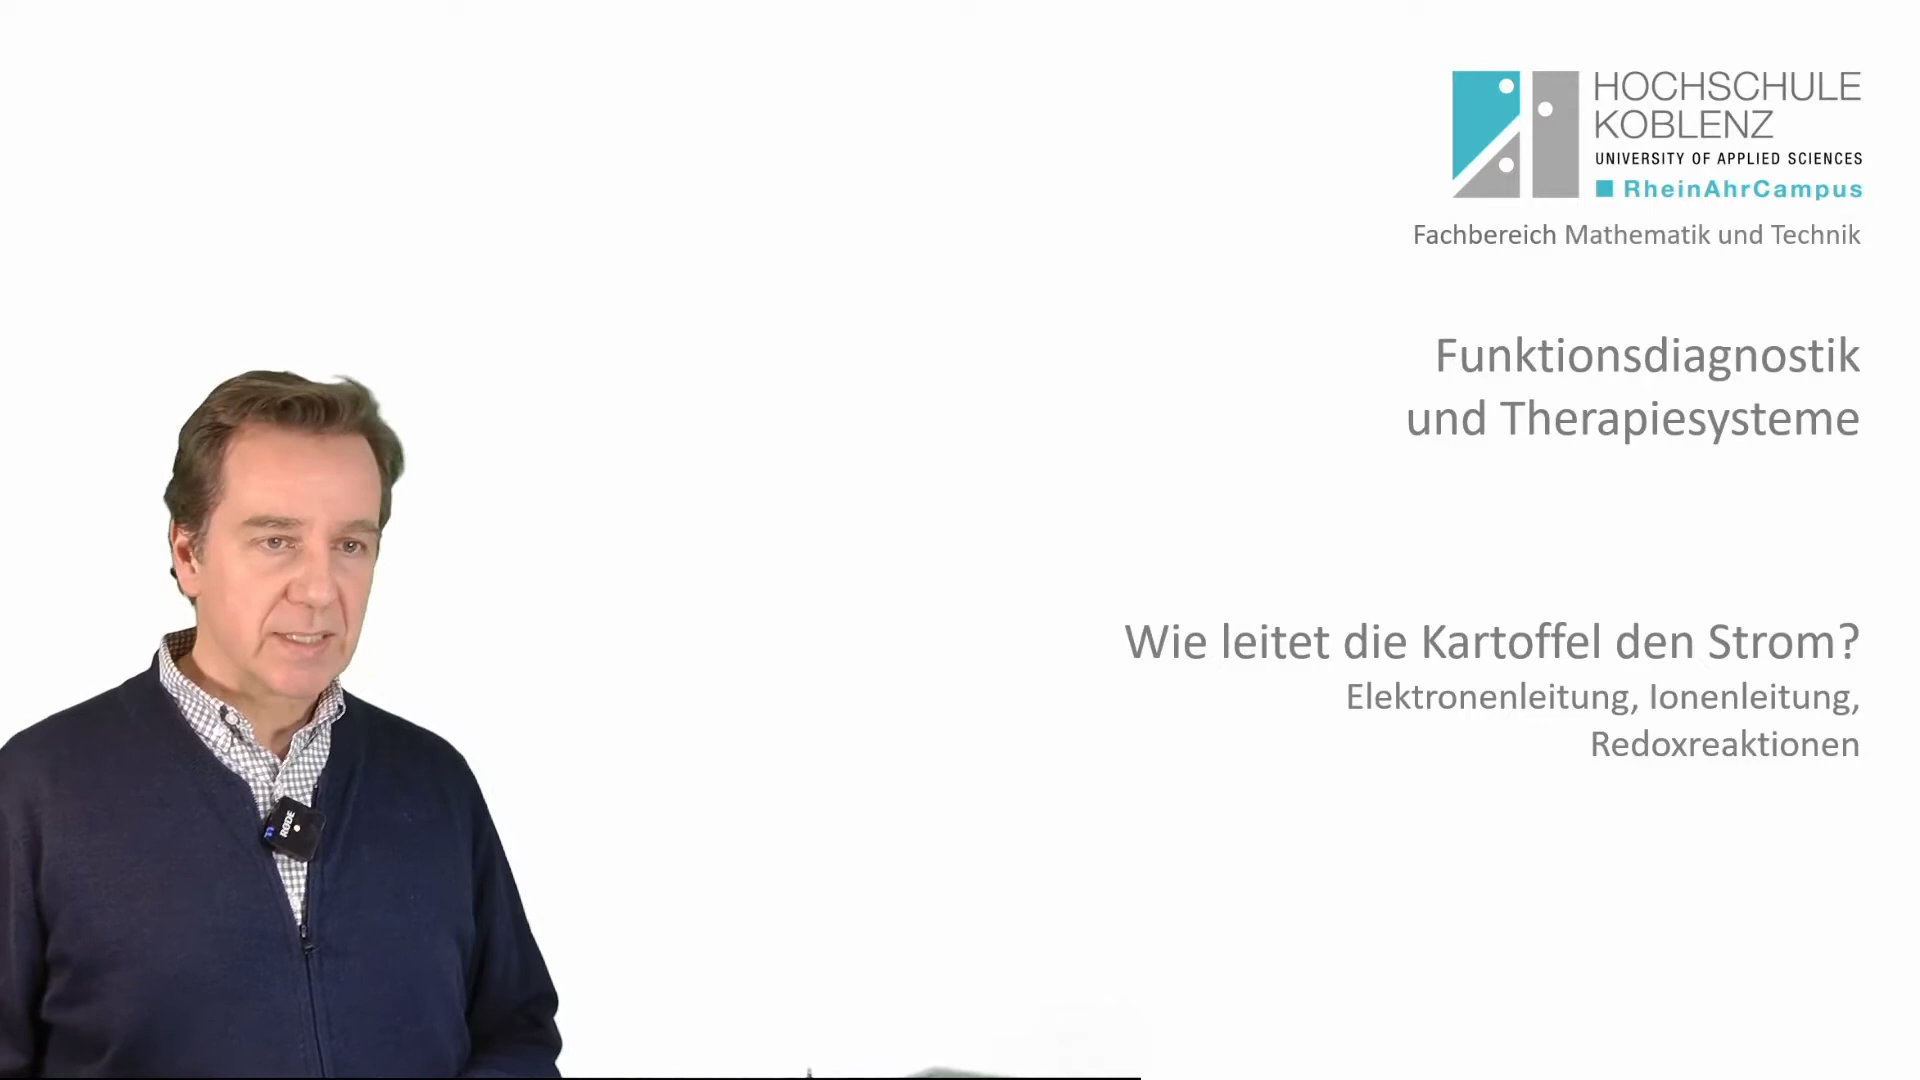 HOCHSCHULE
KOBLENZ
UNIVERSITY OF APPLIED SCIENCES
RheinAhrCampus
Fachbereich Mathematik und Technik
Funktionsdiagnostik
und Therapiesysteme
Wie leitet die Kartoffel den Strom?
Elektronenleitung, Ionenleitung,
Redoxreaktionen
RØDE